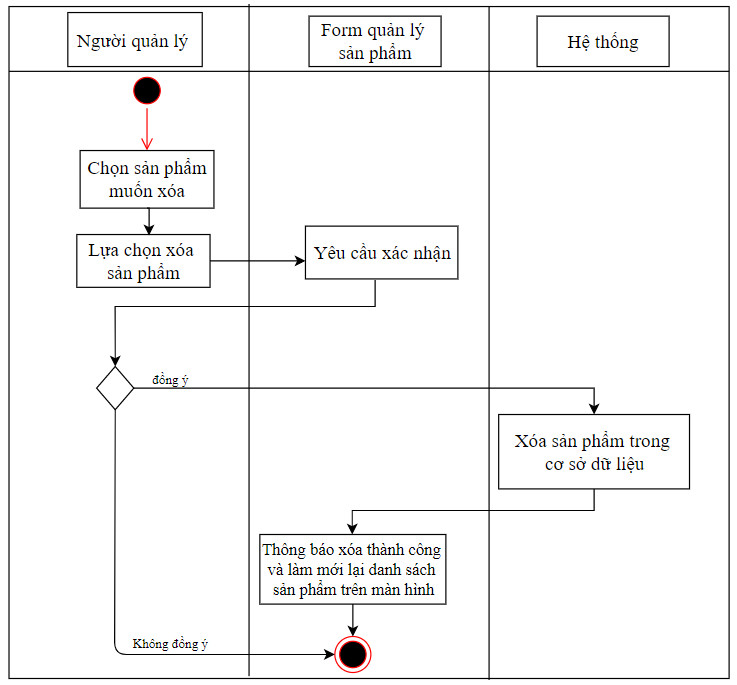 Người quản lý
Form quản lý
sản phẩm
Hệ thống
Chọn sản phẩm
muốn xóa
Lựa chọn xóa
sản phẩm
Yêu cầu xác nhận
đồng ý
Xóa sản phẩm trong
cơ sở dữ liệu
Thông báo xóa thành công
và làm mới lại danh sách
sản phẩm trên màn hình
Không đồng ý